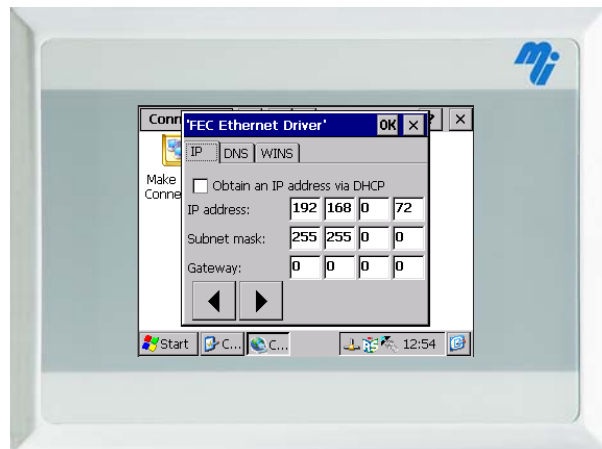 Conn
'FEC Ethernet Driver' OK ×
? ×
IP DNS WINS
Make
Conne
Obtain an IP address via DHCP
IP address: 192 168 0 72
Subnet mask: 255 255 0 0
Gateway: 0 0 0 0
Start C... C... 12:54